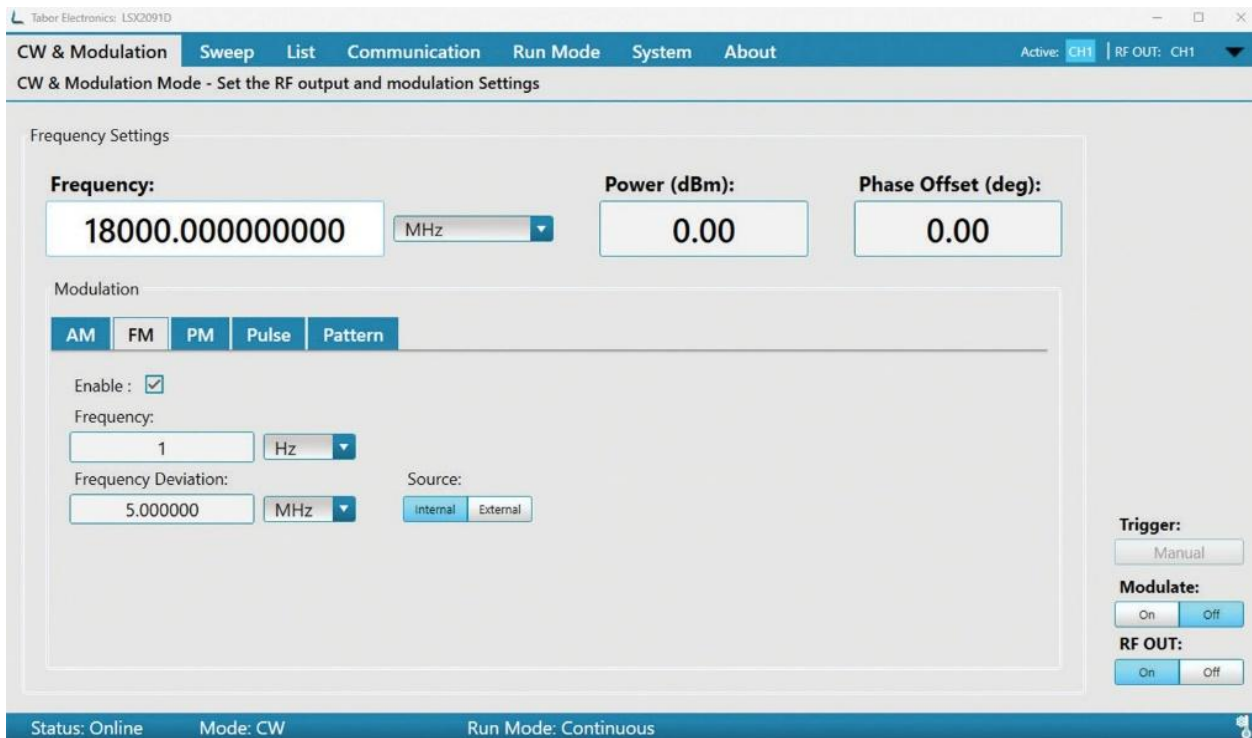 Tabor Electronics: LSX2091D
CW & Modulation Sweep List Communication Run Mode System About Active: CH1 | RF OUT: CH1
CW & Modulation Mode - Set the RF output and modulation Settings
Frequency Settings
Frequency: Power (dBm): Phase Offset (deg):
18000.000000000 MHz 0.00 0.00
Modulation
AM FM PM Pulse Pattern
Enable :
Frequency:
1 Hz
Frequency Deviation: Source:
5.000000 MHz Internal External
Trigger:
Manual
Modulate:
On Off
RF OUT:
On Off
Status: Online Mode: CW Run Mode: Continuous